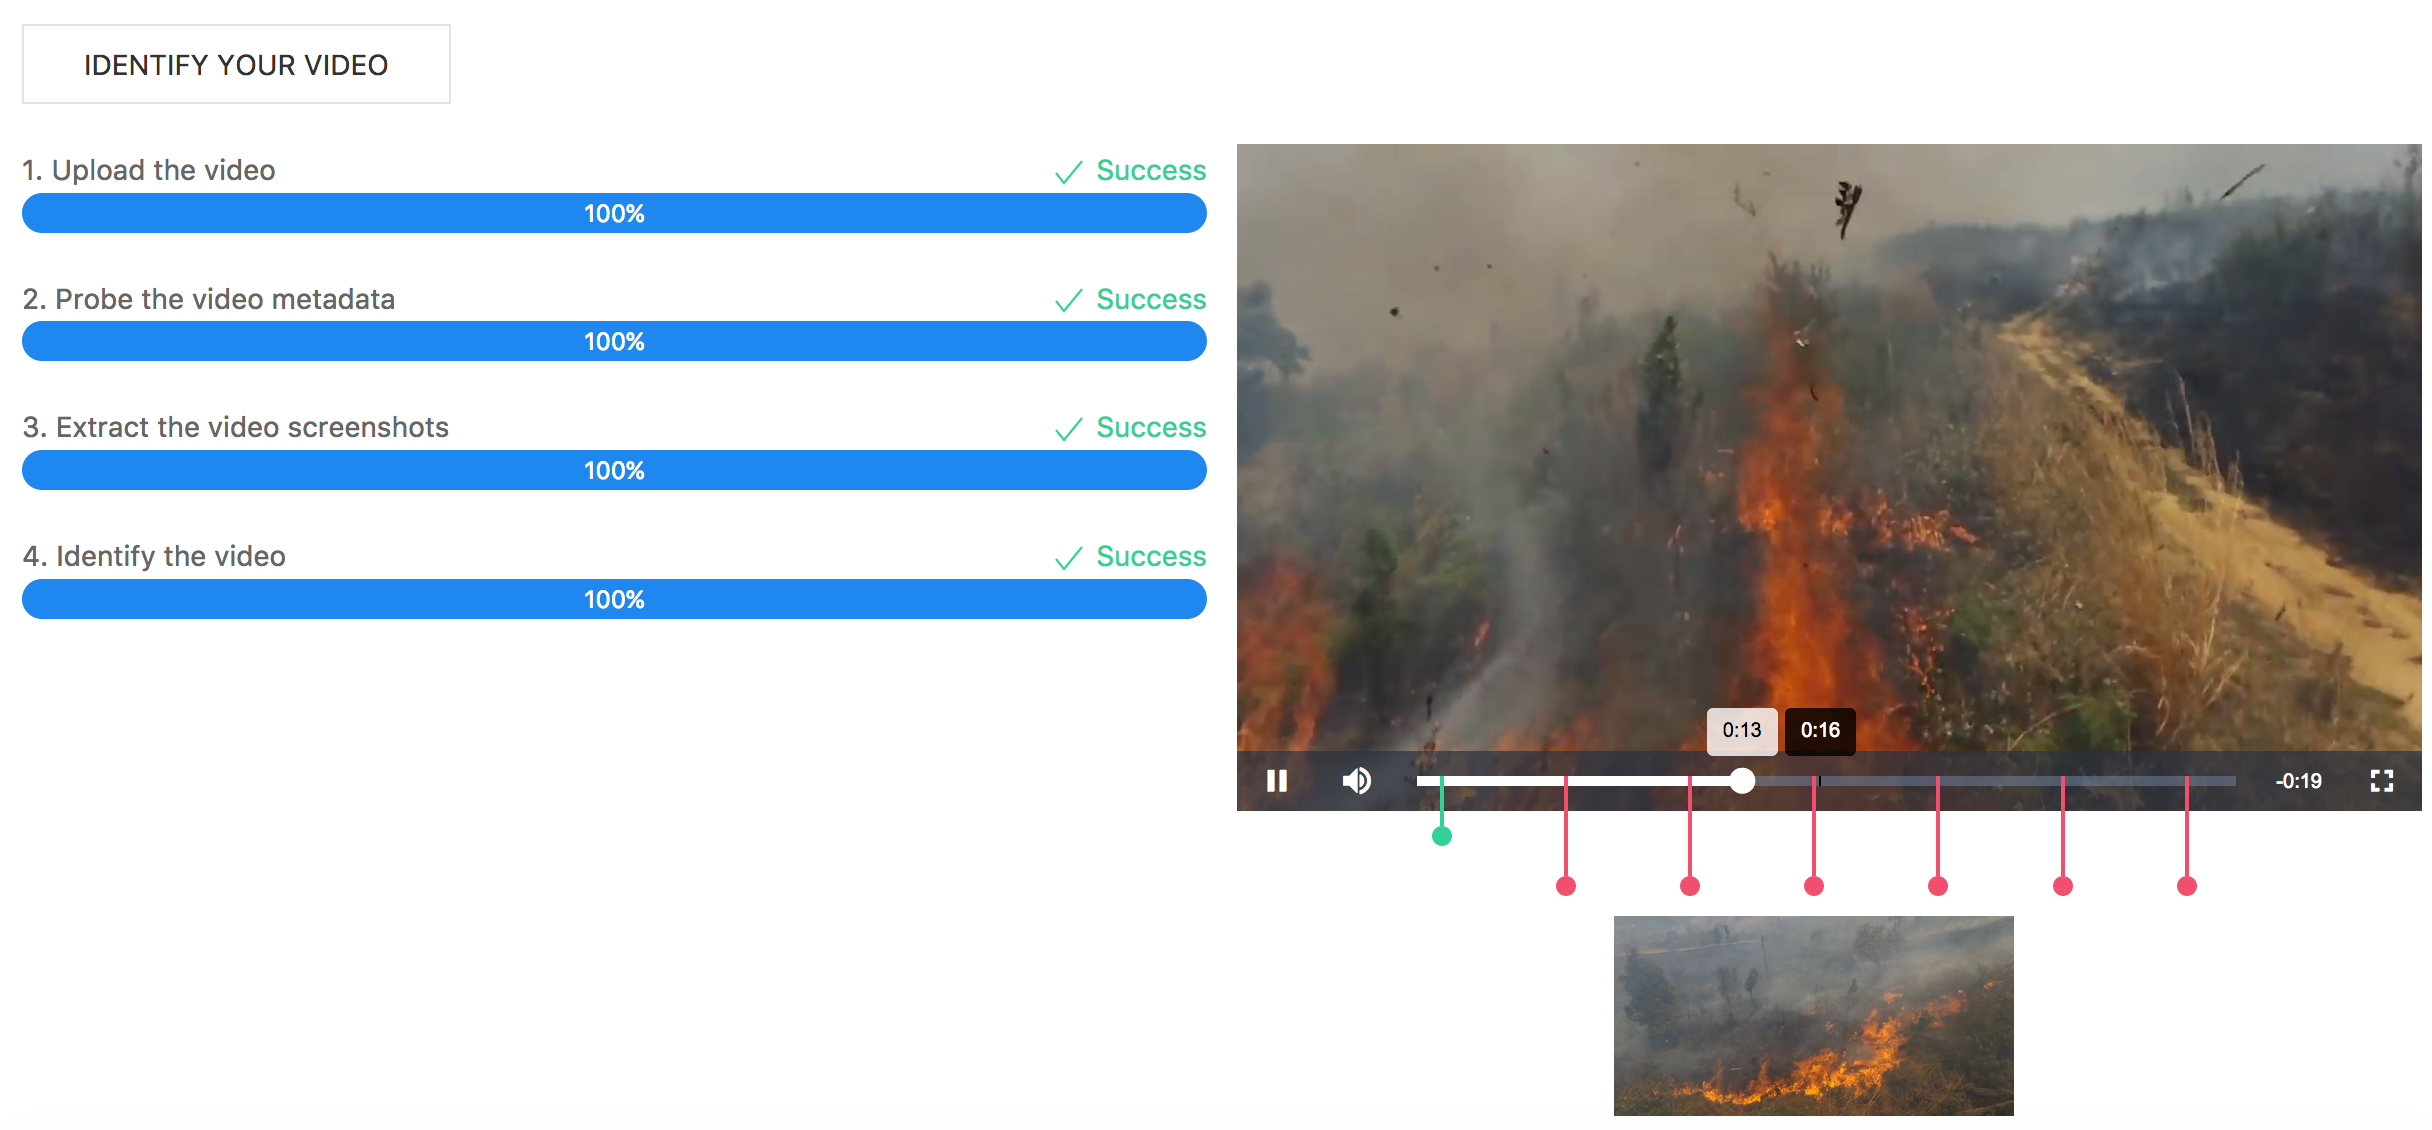 IDENTIFY YOUR VIDEO
1. Upload the video
Success
100%
2. Probe the video metadata
Success
100%
3. Extract the video screenshots
Success
100%
4. Identify the video
Success
100%
0:13
0:16
-0:19